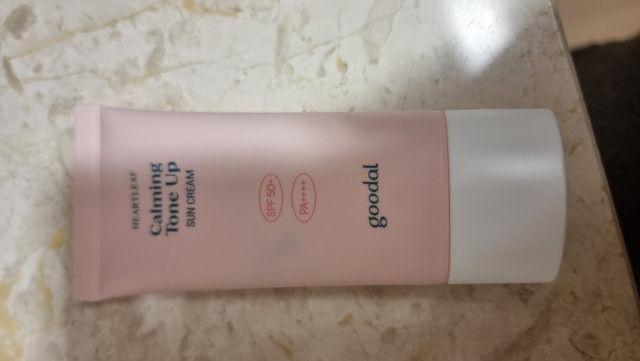 HEARTLEAF
Calming
Tone Up
SUN CREAM
SPF 50+
PA++++
goodal